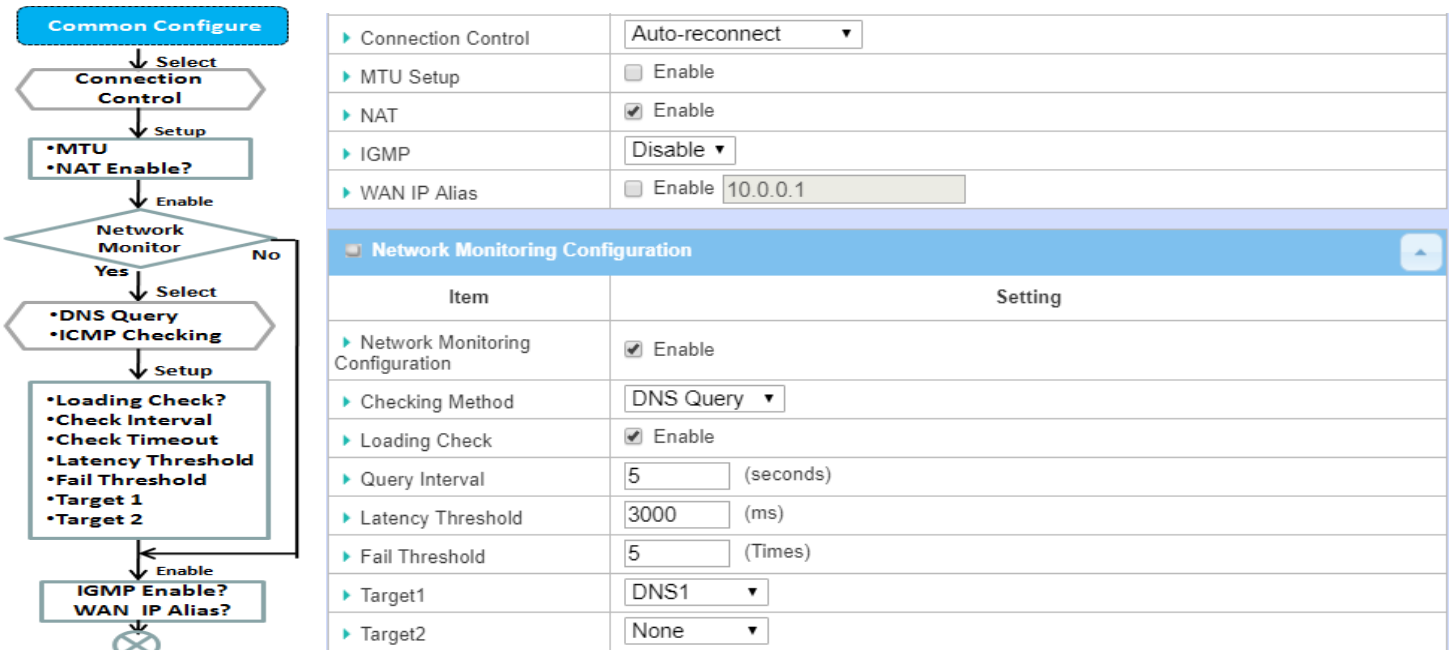 Common Configure
Select
Connection
Control
Setup
•MTU
•NAT Enable?
Enable
Network
Monitor
No
Yes
Select
•DNS Query
•ICMP Checking
Setup
•Loading Check?
•Check Interval
•Check Timeout
•Latency Threshold
•Fail Threshold
•Target 1
•Target 2
Enable
IGMP Enable?
WAN IP Alias?
Connection Control Auto-reconnect
MTU Setup Enable
NAT Enable
IGMP Disable
WAN IP Alias Enable 10.0.0.1
Network Monitoring Configuration
Item Setting
Network Monitoring
Configuration Enable
Checking Method DNS Query
Loading Check Enable
Query Interval 5 (seconds)
Latency Threshold 3000 (ms)
Fail Threshold 5 (Times)
Target1 DNS1
Target2 None